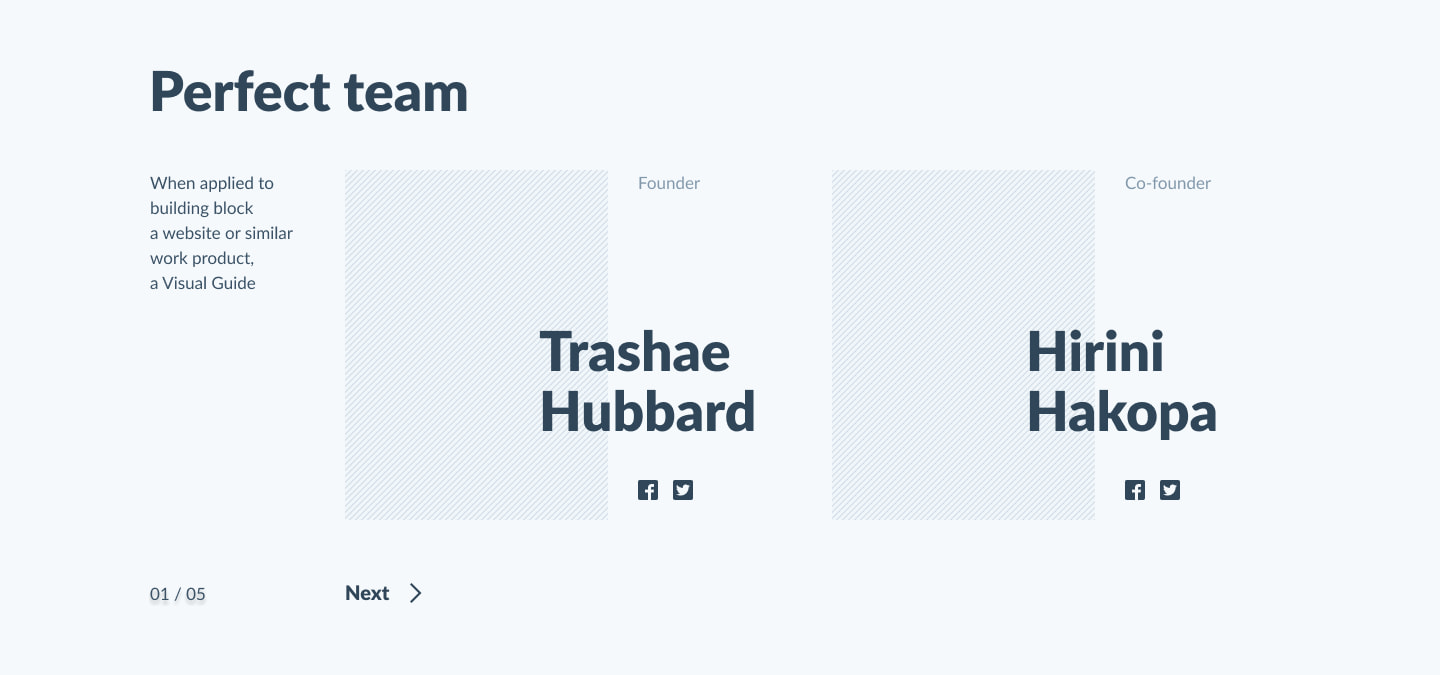 Perfect team
When applied to
building block
a website or similar
work product,
a Visual Guide
Founder
Trashae
Hubbard
Co-founder
Hirini
Hakopa
01 / 05
Next